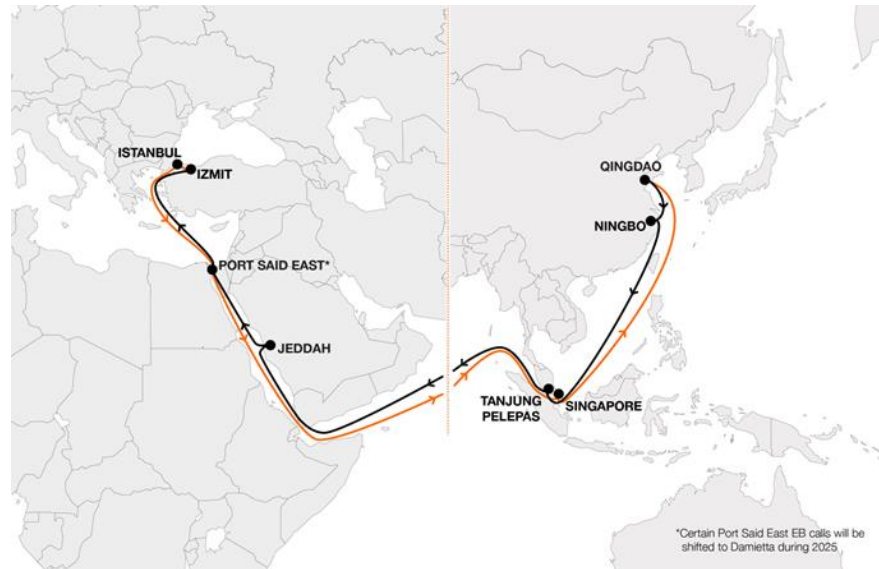 ISTANBUL
IZMIT
QINGDAO
NINGBO
PORT SAID EAST*
JEDDAH
TANJUNG
PELEPAS
SINGAPORE
*Certain Port Said East EB calls will be
shifted to Damietta during 2025